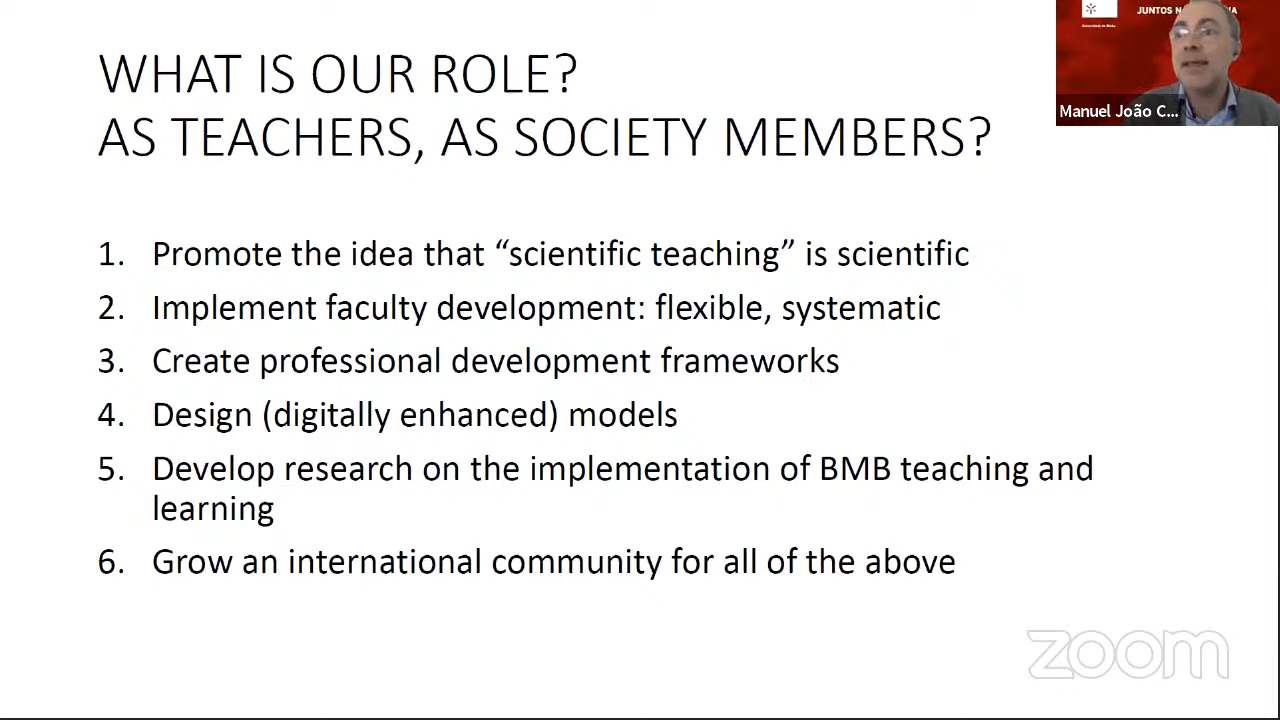 WHAT IS OUR ROLE?
AS TEACHERS, AS SOCIETY MEMBERS?
1. Promote the idea that “scientific teaching” is scientific
2. Implement faculty development: flexible, systematic
3. Create professional development frameworks
4. Design (digitally enhanced) models
5. Develop research on the implementation of BMB teaching and
learning
6. Grow an international community for all of the above
JUNTOS
Manuel João C...
zoom